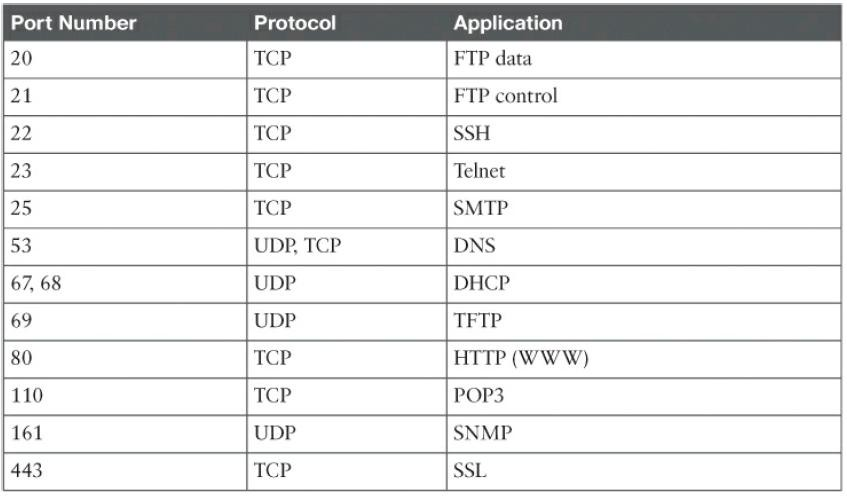 Port Number Protocol Application
20 TCP FTP data
21 TCP FTP control
22 TCP SSH
23 TCP Telnet
25 TCP SMTP
53 UDP, TCP DNS
67, 68 UDP DHCP
69 UDP TFTP
80 TCP HTTP (WWW)
110 TCP POP3
161 UDP SNMP
443 TCP SSL